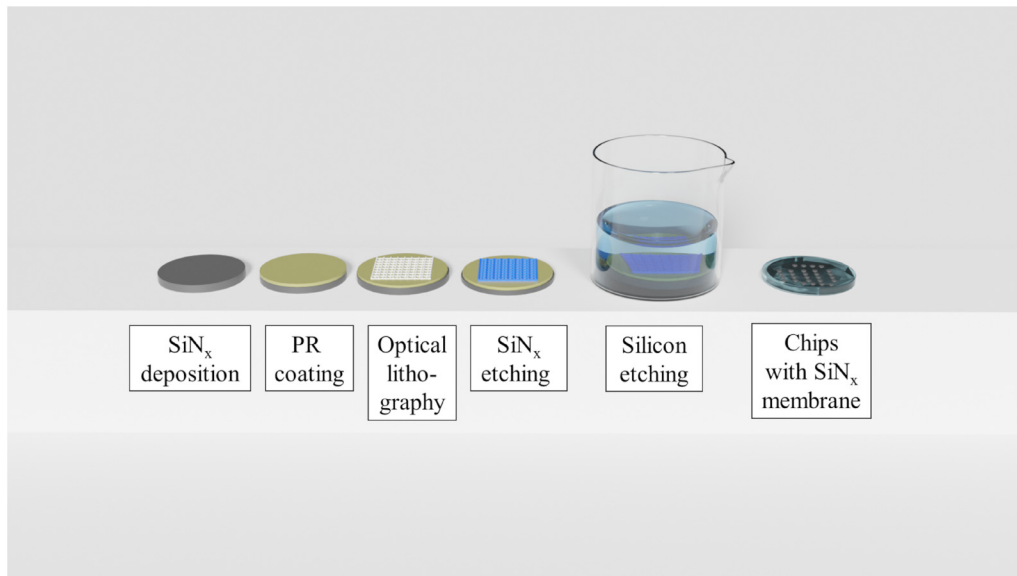 SiNx
deposition
PR
coating
Optical
litho-
graphy
SiNx
etching
Silicon
etching
Chips
with SiNx
membrane